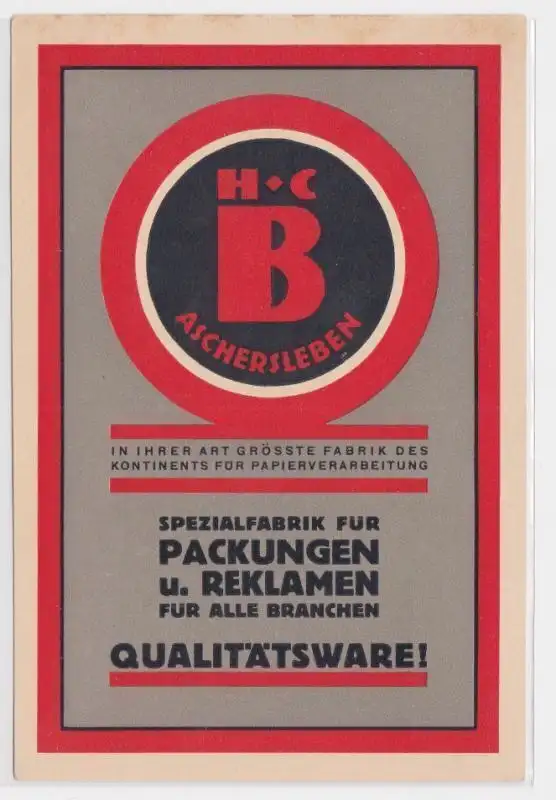 H·C
B
ASCHERSLEBEN
IN IHRER ART GRÖSSTE FABRIK DES
KONTINENTS FÜR PAPIERVERARBEITUNG
SPEZIALFABRIK FÜR
PACKUNGEN
u. REKLAMEN
FÜR ALLE BRANCHEN
QUALITÄTSWARE!